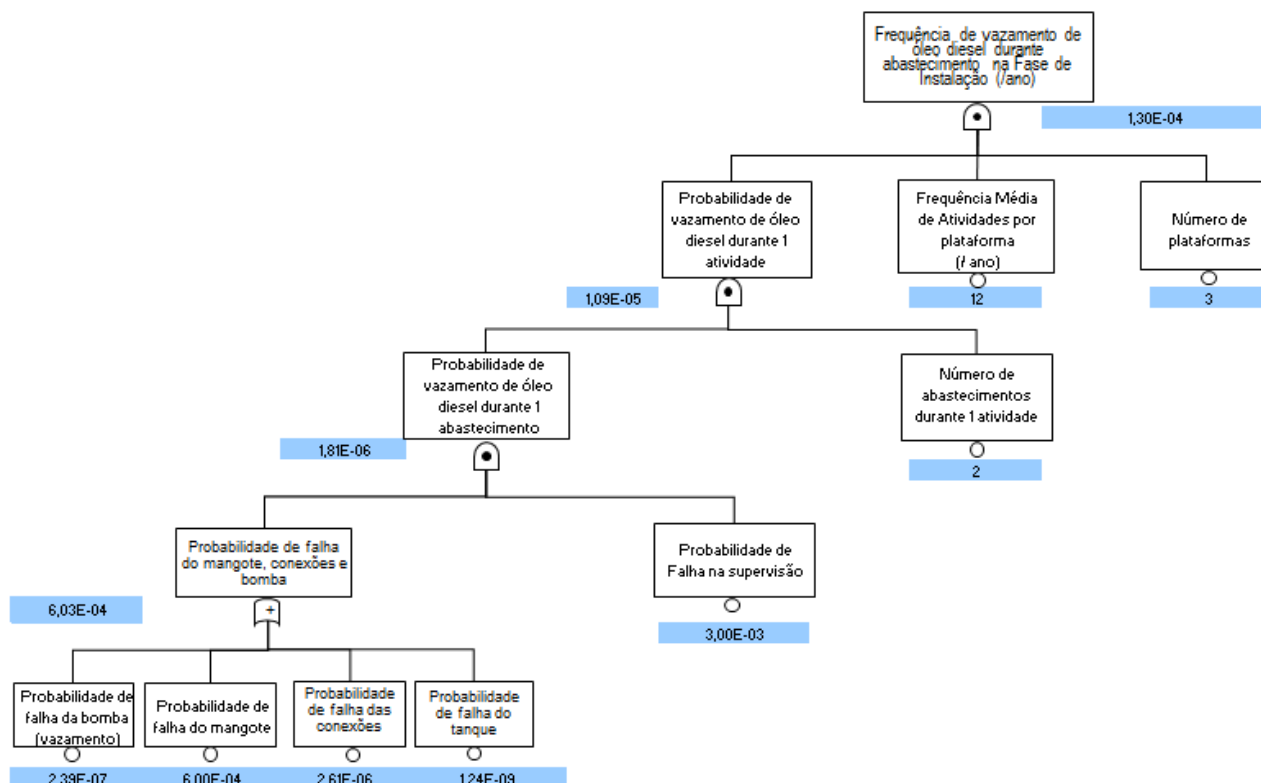 Frequência de vazamento de
óleo diesel durante
abastecimento na Fase de
Instalação (/ano)
1,30E-04
Probabilidade de
vazamento de óleo
diesel durante 1
atividade
Frequência Média
de Atividades por
plataforma
(/ ano)
Número de
plataformas
1,09E-05
12
3
Probabilidade de
vazamento de óleo
diesel durante 1
abastecimento
Número de
abastecimentos
durante 1 atividade
1,81E-06
2
Probabilidade de falha
do mangote, conexões e
bomba
Probabilidade de
Falha na supervisão
6,03E-04
+
3,00E-03
Probabilidade de
falha da bomba
(vazamento)
Probabilidade de
falha do mangote
Probabilidade
de falha das
conexões
Probabilidade
de falha do
tanque
2,39E-07
6,00E-04
2,61E-06
1,24E-09